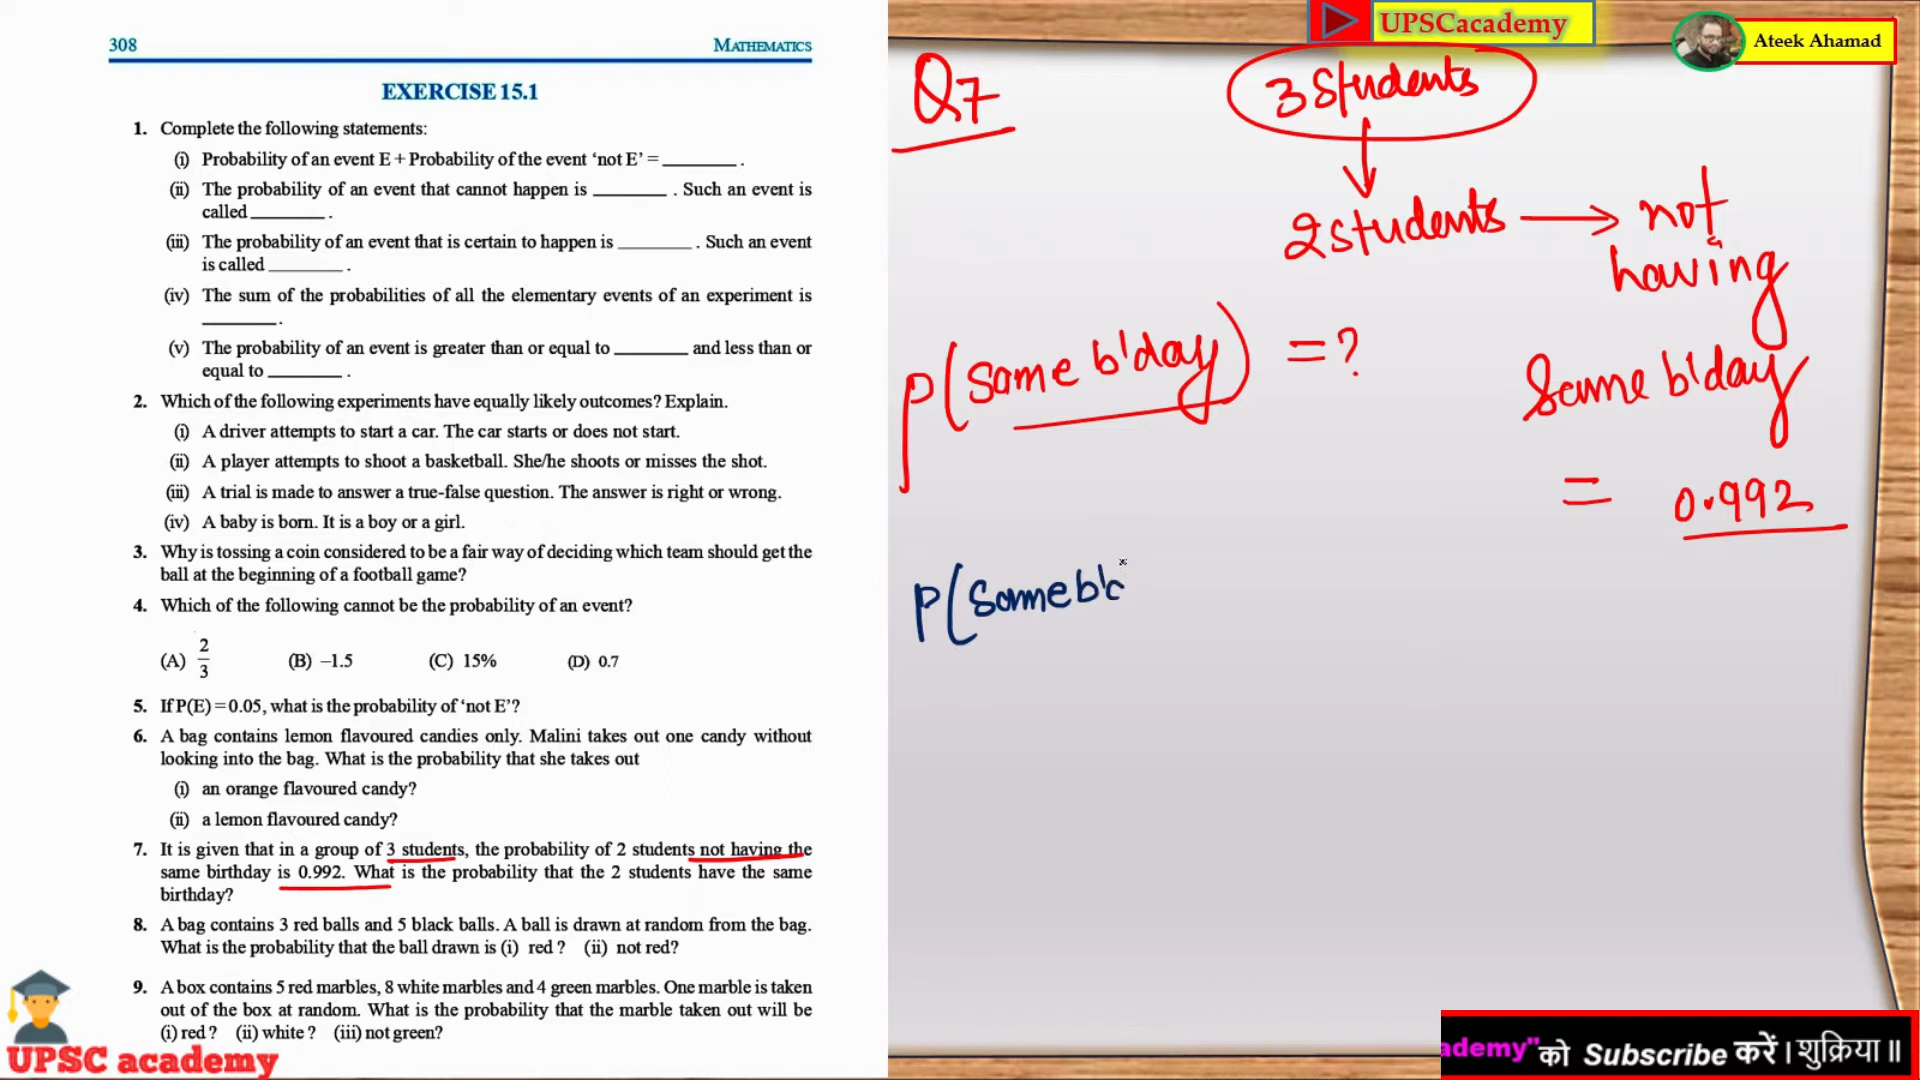 308 MATHEMATICS
EXERCISE 15.1
1. Complete the following statements:
(i) Probability of an event E + Probability of the event ‘not E’ = ________ .
(ii) The probability of an event that cannot happen is ________ . Such an event is
called ________ .
(iii) The probability of an event that is certain to happen is ________ . Such an event
is called ________ .
(iv) The sum of the probabilities of all the elementary events of an experiment is
________ .
(v) The probability of an event is greater than or equal to ________ and less than or
equal to ________ .
2. Which of the following experiments have equally likely outcomes? Explain.
(i) A driver attempts to start a car. The car starts or does not start.
(ii) A player attempts to shoot a basketball. She/he shoots or misses the shot.
(iii) A trial is made to answer a true-false question. The answer is right or wrong.
(iv) A baby is born. It is a boy or a girl.
3. Why is tossing a coin considered to be a fair way of deciding which team should get the
ball at the beginning of a football game?
4. Which of the following cannot be the probability of an event?
(A) 2/3 (B) –1.5 (C) 15% (D) 0.7
5. If P(E) = 0.05, what is the probability of ‘not E’?
6. A bag contains lemon flavoured candies only. Malini takes out one candy without
looking into the bag. What is the probability that she takes out
(i) an orange flavoured candy?
(ii) a lemon flavoured candy?
7. It is given that in a group of 3 students, the probability of 2 students not having the
same birthday is 0.992. What is the probability that the 2 students have the same
birthday?
8. A bag contains 3 red balls and 5 black balls. A ball is drawn at random from the bag.
What is the probability that the ball drawn is (i) red ? (ii) not red?
9. A box contains 5 red marbles, 8 white marbles and 4 green marbles. One marble is taken
out of the box at random. What is the probability that the marble taken out will be
(i) red ? (ii) white ? (iii) not green?
UPSC academy
UPSCacademy
Ateek Ahamad
Q7
3 students
2 students → not
having
P(same b'day) = ?
Same b'day
= 0.992
P(same b'
ademy" को Subscribe करें । शुक्रिया ॥